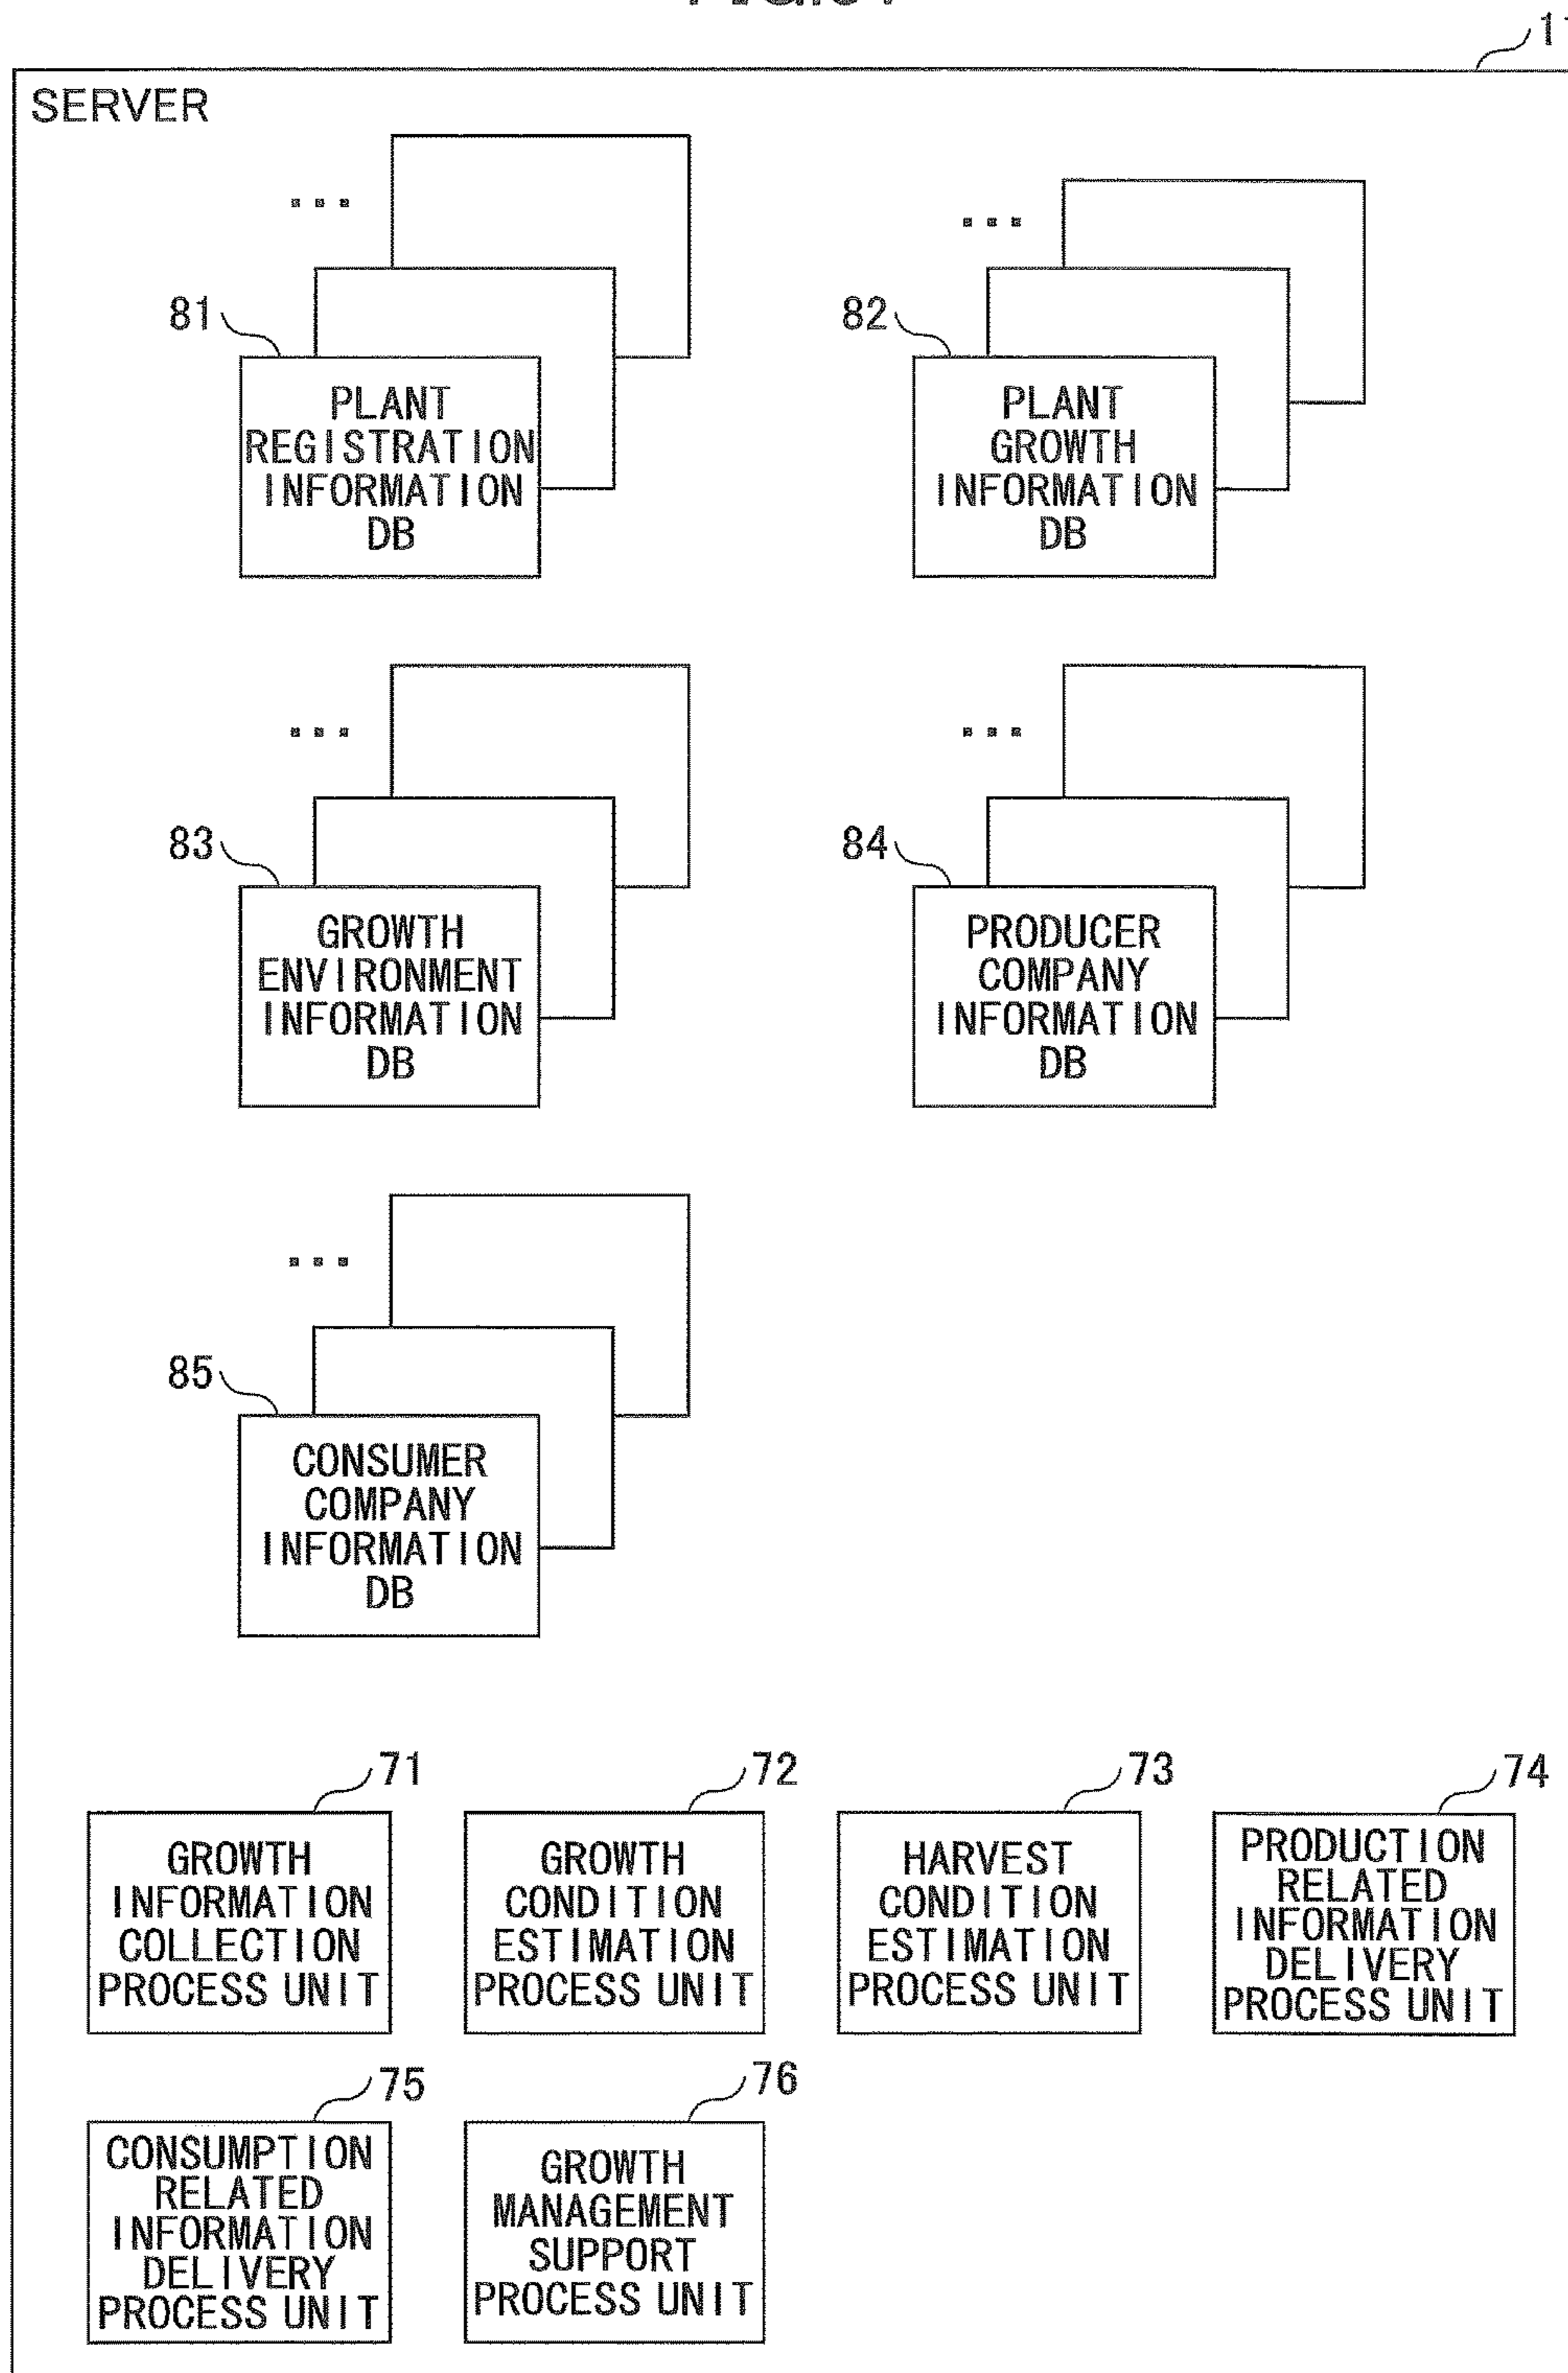 SERVER
81
PLANT
REGISTRATION
INFORMATION
DB
82
PLANT
GROWTH
INFORMATION
DB
83
GROWTH
ENVIRONMENT
INFORMATION
DB
84
PRODUCER
COMPANY
INFORMATION
DB
85
CONSUMER
COMPANY
INFORMATION
DB
71
GROWTH
INFORMATION
COLLECTION
PROCESS UNIT
72
GROWTH
CONDITION
ESTIMATION
PROCESS UNIT
73
HARVEST
CONDITION
ESTIMATION
PROCESS UNIT
74
PRODUCTION
RELATED
INFORMATION
DELIVERY
PROCESS UNIT
75
CONSUMPTION
RELATED
INFORMATION
DELIVERY
PROCESS UNIT
76
GROWTH
MANAGEMENT
SUPPORT
PROCESS UNIT